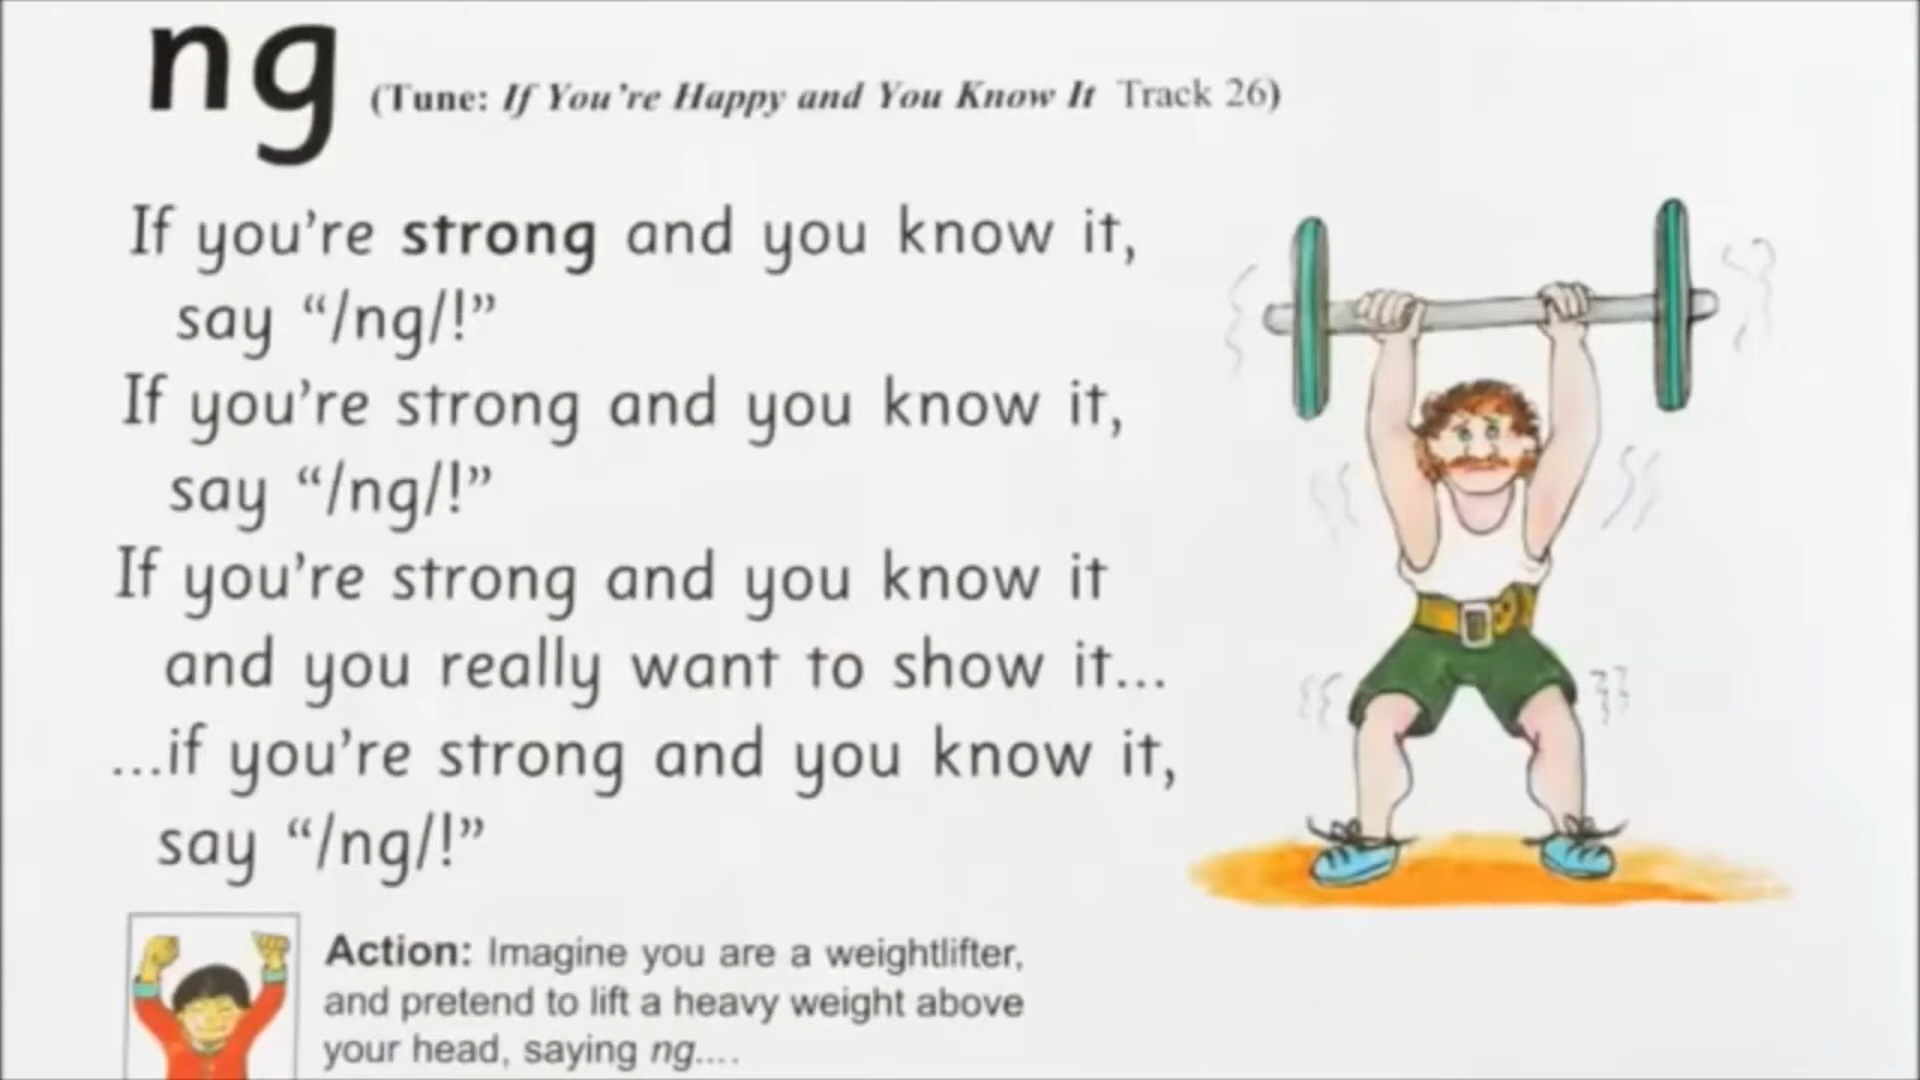 ng (Tune: If You're Happy and You Know It Track 26)
If you're strong and you know it,
say “/ng/!”
If you're strong and you know it,
say “/ng/!”
If you're strong and you know it
and you really want to show it...
...if you're strong and you know it,
say “/ng/!”
Action: Imagine you are a weightlifter,
and pretend to lift a heavy weight above
your head, saying ng....